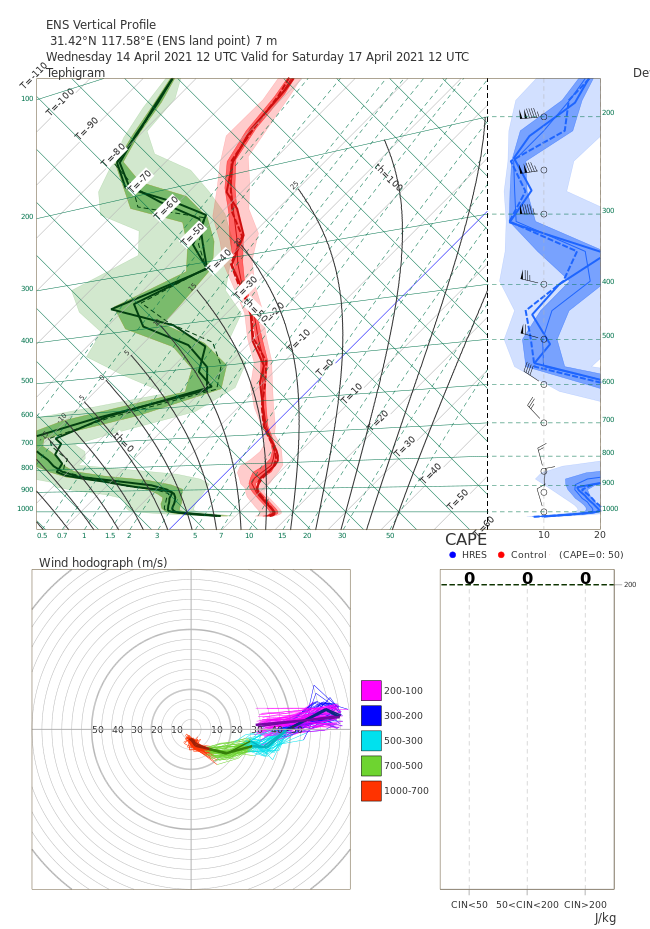 ENS Vertical Profile
31.42°N 117.58°E (ENS land point) 7 m
Wednesday 14 April 2021 12 UTC Valid for Saturday 17 April 2021 12 UTC
Tephigram
De
T=-110
T=-100
T=-90
T=-80
T=-70
T=-60
T=-50
T=-40
T=-30
T=-20
T=-10
T=0
T=10
T=20
T=30
T=40
T=50
T=60
th=100
th=50
th=0
100
200
300
400
500
600
700
800
900
1000
25
15
5
-5
200
300
400
500
600
700
800
900
1000
0.5 0.7 1 1.5 2 3 5 7 10 15 20 30 50
10 20
CAPE
HRES Control (CAPE=0: 50)
Wind hodograph (m/s)
50 40 30 20 10 10 20 30 40 50
200-100
300-200
500-300
700-500
1000-700
0 0 0
200
CIN<50 50<CIN<200 CIN>200
J/kg